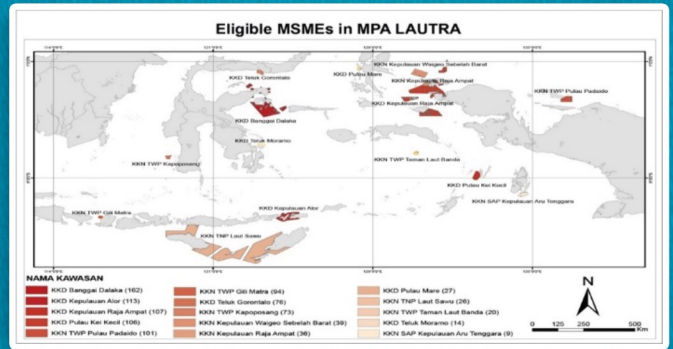 Eligible MSMEs in MPA LAUTRA
KKN Kepulauan Waigeo Sebelah Barat
KKD Pulau Mare
KKD Teluk Gorontalo
KKN Kepulauan Raja Ampat
KKN TWP Pulau Padaido
KKD Kepulauan Raja Ampat
KKD Banggai Dalaka
KKD Teluk Moramo
KKN TWP Taman Laut Banda
KKN TWP Kapoposang
KKD Pulau Kei Kecil
KKN SAP Kepulauan Aru Tenggara
KKD Kepulauan Alor
KKN TWP Gili Matra
KKN TNP Laut Sawu
NAMA KAWASAN
KKD Banggai Dalaka (162)
KKD Kepulauan Alor (113)
KKD Kepulauan Raja Ampat (107)
KKD Pulau Kei Kecil (106)
KKN TWP Pulau Padaido (101)
KKN TWP Gili Matra (94)
KKD Teluk Gorontalo (76)
KKN TWP Kapoposang (73)
KKN Kepulauan Waigeo Sebelah Barat (39)
KKN Kepulauan Raja Ampat (36)
KKD Pulau Mare (27)
KKN TNP Laut Sawu (26)
KKN TWP Taman Laut Banda (20)
KKD Teluk Moramo (14)
KKN SAP Kepulauan Aru Tenggara (9)
N
0 125 250 500
Km